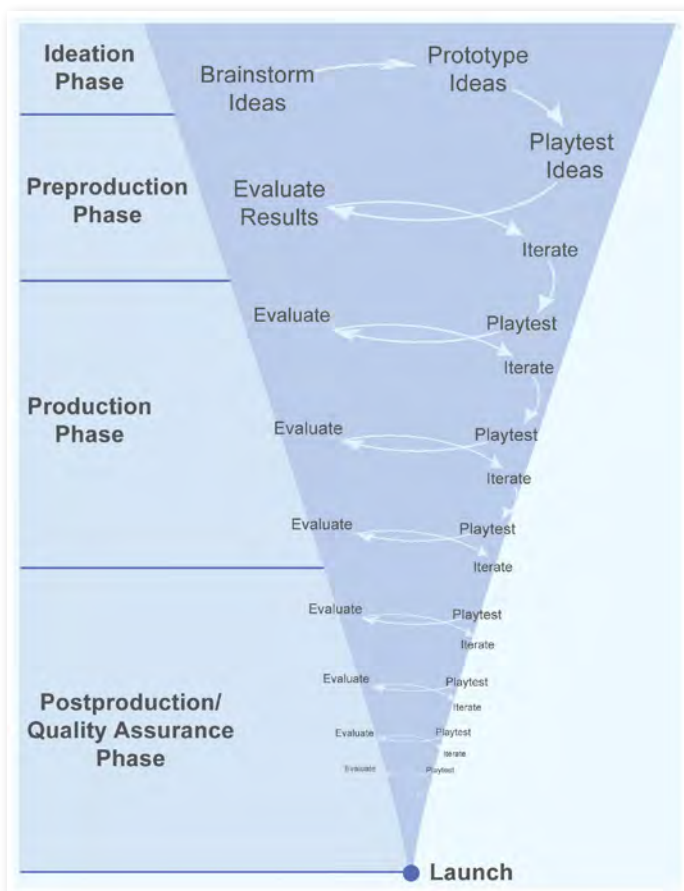 Ideation
Phase
Brainstorm
Ideas
Prototype
Ideas
Playtest
Ideas
Preproduction
Phase
Evaluate
Results
Iterate
Evaluate
Playtest
Iterate
Production
Phase
Evaluate
Playtest
Iterate
Evaluate
Playtest
Iterate
Evaluate
Playtest
Iterate
Postproduction/
Quality Assurance
Phase
Evaluate
Playtest
Iterate
Evaluate
Playtest
Iterate
Evaluate
Playtest
Launch